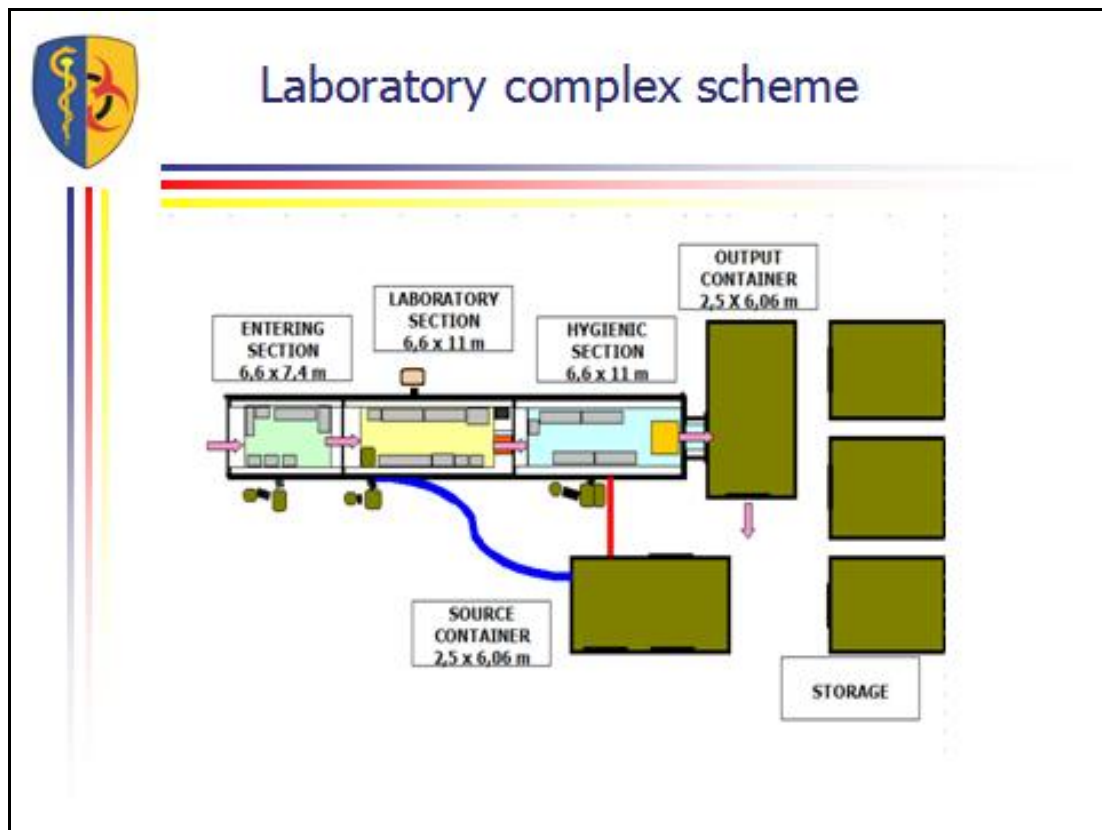 Laboratory complex scheme
OUTPUT
CONTAINER
2,5 X 6,06 m
LABORATORY
SECTION
6,6 x 11 m
ENTERING
SECTION
6,6 x 7,4 m
HYGIENIC
SECTION
6,6 x 11 m
SOURCE
CONTAINER
2,5 x 6,06 m
STORAGE